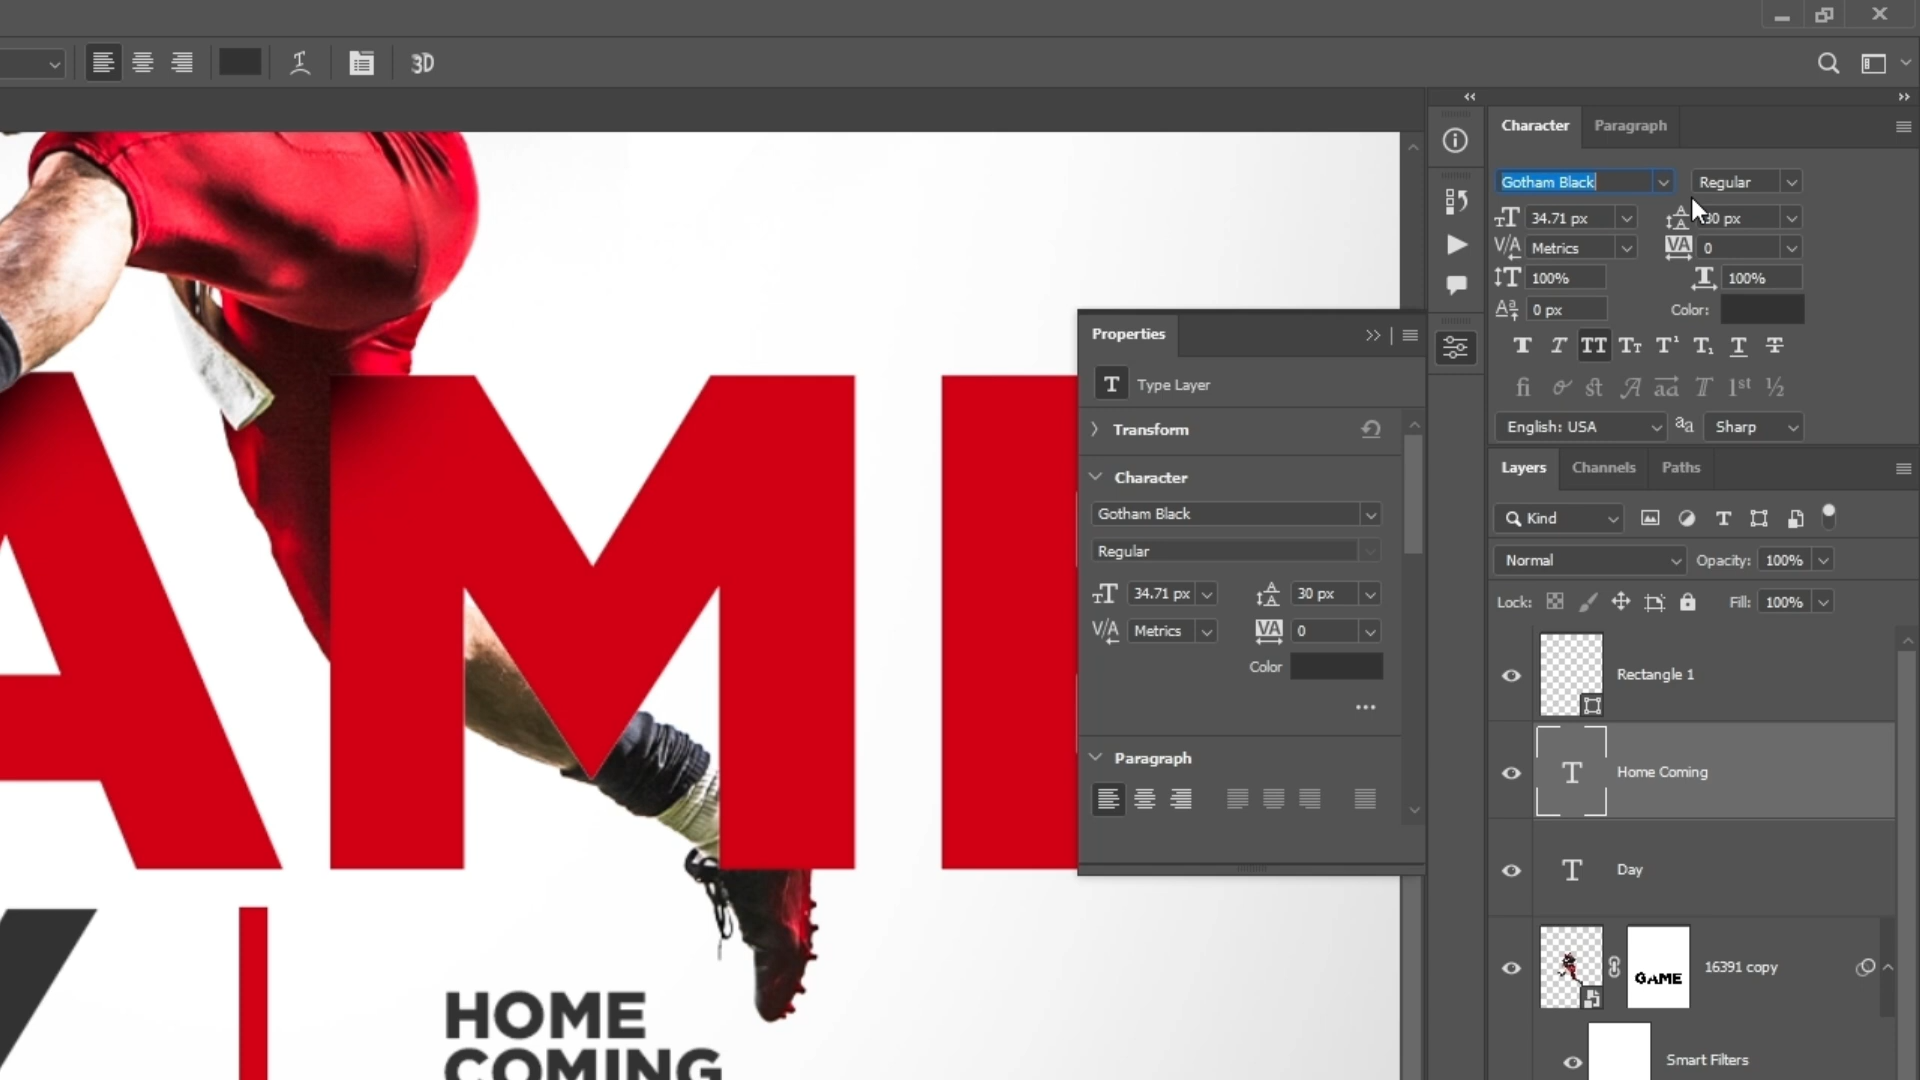 3D
Character
Paragraph
Gotham Black
Regular
34.71 px
30 px
Metrics
0
100%
100%
0 px
Color:
English: USA
Sharp
Properties
Type Layer
Transform
Character
Gotham Black
Regular
34.71 px
30 px
Metrics
0
Color
Paragraph
Layers
Channels
Paths
Kind
Normal
Opacity: 100%
Lock:
Fill: 100%
Rectangle 1
Home Coming
Day
GAME
16391 copy
Smart Filters
AME
HOME
COMING